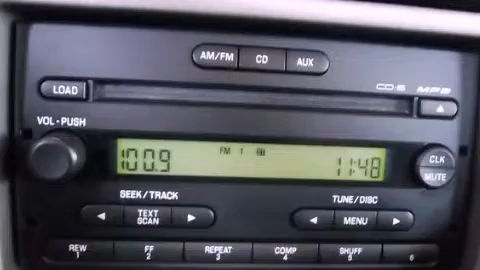 AM/FM CD AUX
LOAD CD-6 MP3
VOL • PUSH
100.9 FM 1 11:48 CLK
MUTE
SEEK / TRACK TUNE / DISC
TEXT SCAN MENU
REW FF REPEAT COMP SHUFF
1 2 3 4 5 6